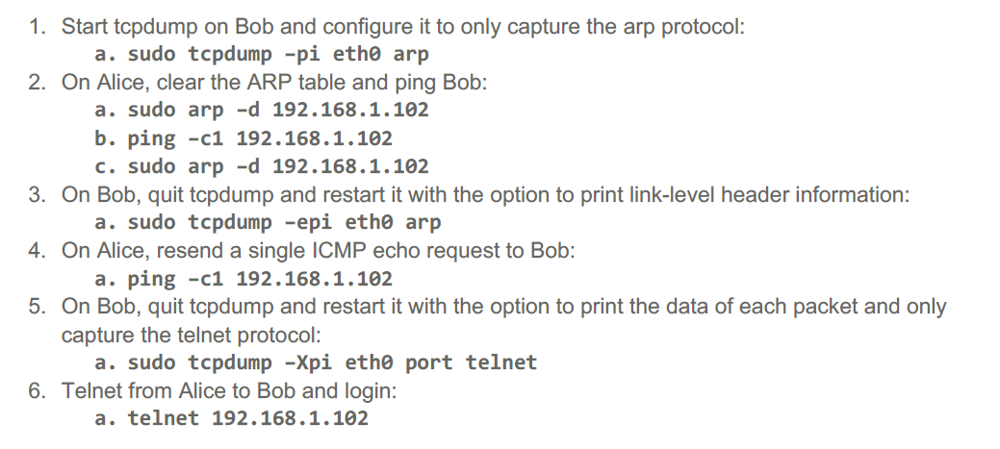 1. Start tcpdump on Bob and configure it to only capture the arp protocol:
a. sudo tcpdump –pi eth0 arp
2. On Alice, clear the ARP table and ping Bob:
a. sudo arp –d 192.168.1.102
b. ping –c1 192.168.1.102
c. sudo arp –d 192.168.1.102
3. On Bob, quit tcpdump and restart it with the option to print link-level header information:
a. sudo tcpdump –epi eth0 arp
4. On Alice, resend a single ICMP echo request to Bob:
a. ping –c1 192.168.1.102
5. On Bob, quit tcpdump and restart it with the option to print the data of each packet and only
capture the telnet protocol:
a. sudo tcpdump –Xpi eth0 port telnet
6. Telnet from Alice to Bob and login:
a. telnet 192.168.1.102